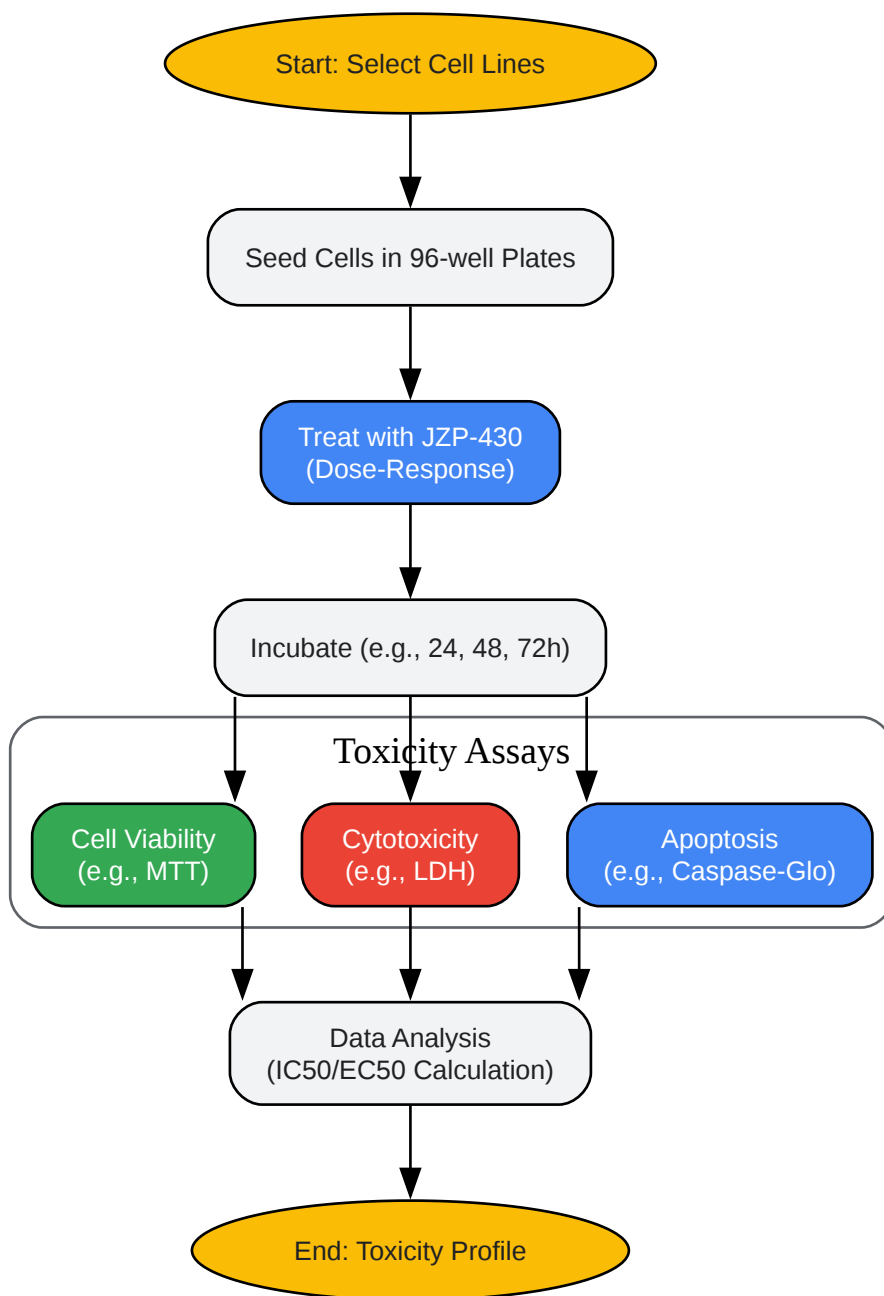 Start: Select Cell Lines
Seed Cells in 96-well Plates
Treat with JZP-430
(Dose-Response)
Incubate (e.g., 24, 48, 72h)
Toxicity Assays
Cell Viability
(e.g., MTT)
Cytotoxicity
(e.g., LDH)
Apoptosis
(e.g., Caspase-Glo)
Data Analysis
(IC50/EC50 Calculation)
End: Toxicity Profile